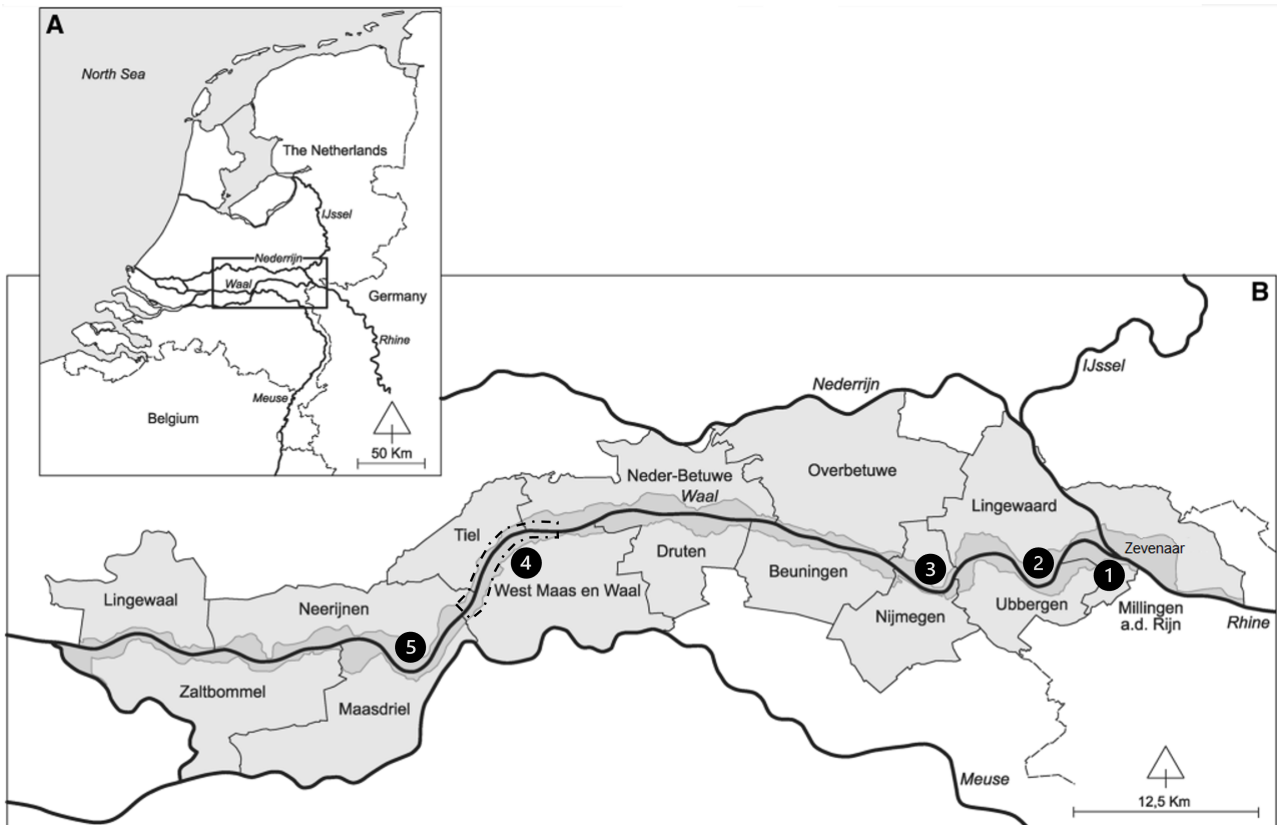 A
North Sea
The Netherlands
IJssel
Nederrijn
Waal
Germany
Rhine
Meuse
Belgium
50 Km
B
IJssel
Nederrijn
Overbetuwe
Neder-Betuwe
Waal
Lingewaard
Tiel
Zevenaar
Druten
4
3
2
1
Beuningen
West Maas en Waal
Lingewaal
Neerijnen
Nijmegen
Ubbergen
Millingen
a.d. Rijn
Rhine
5
Zaltbommel
Maasdriel
Meuse
12,5 Km